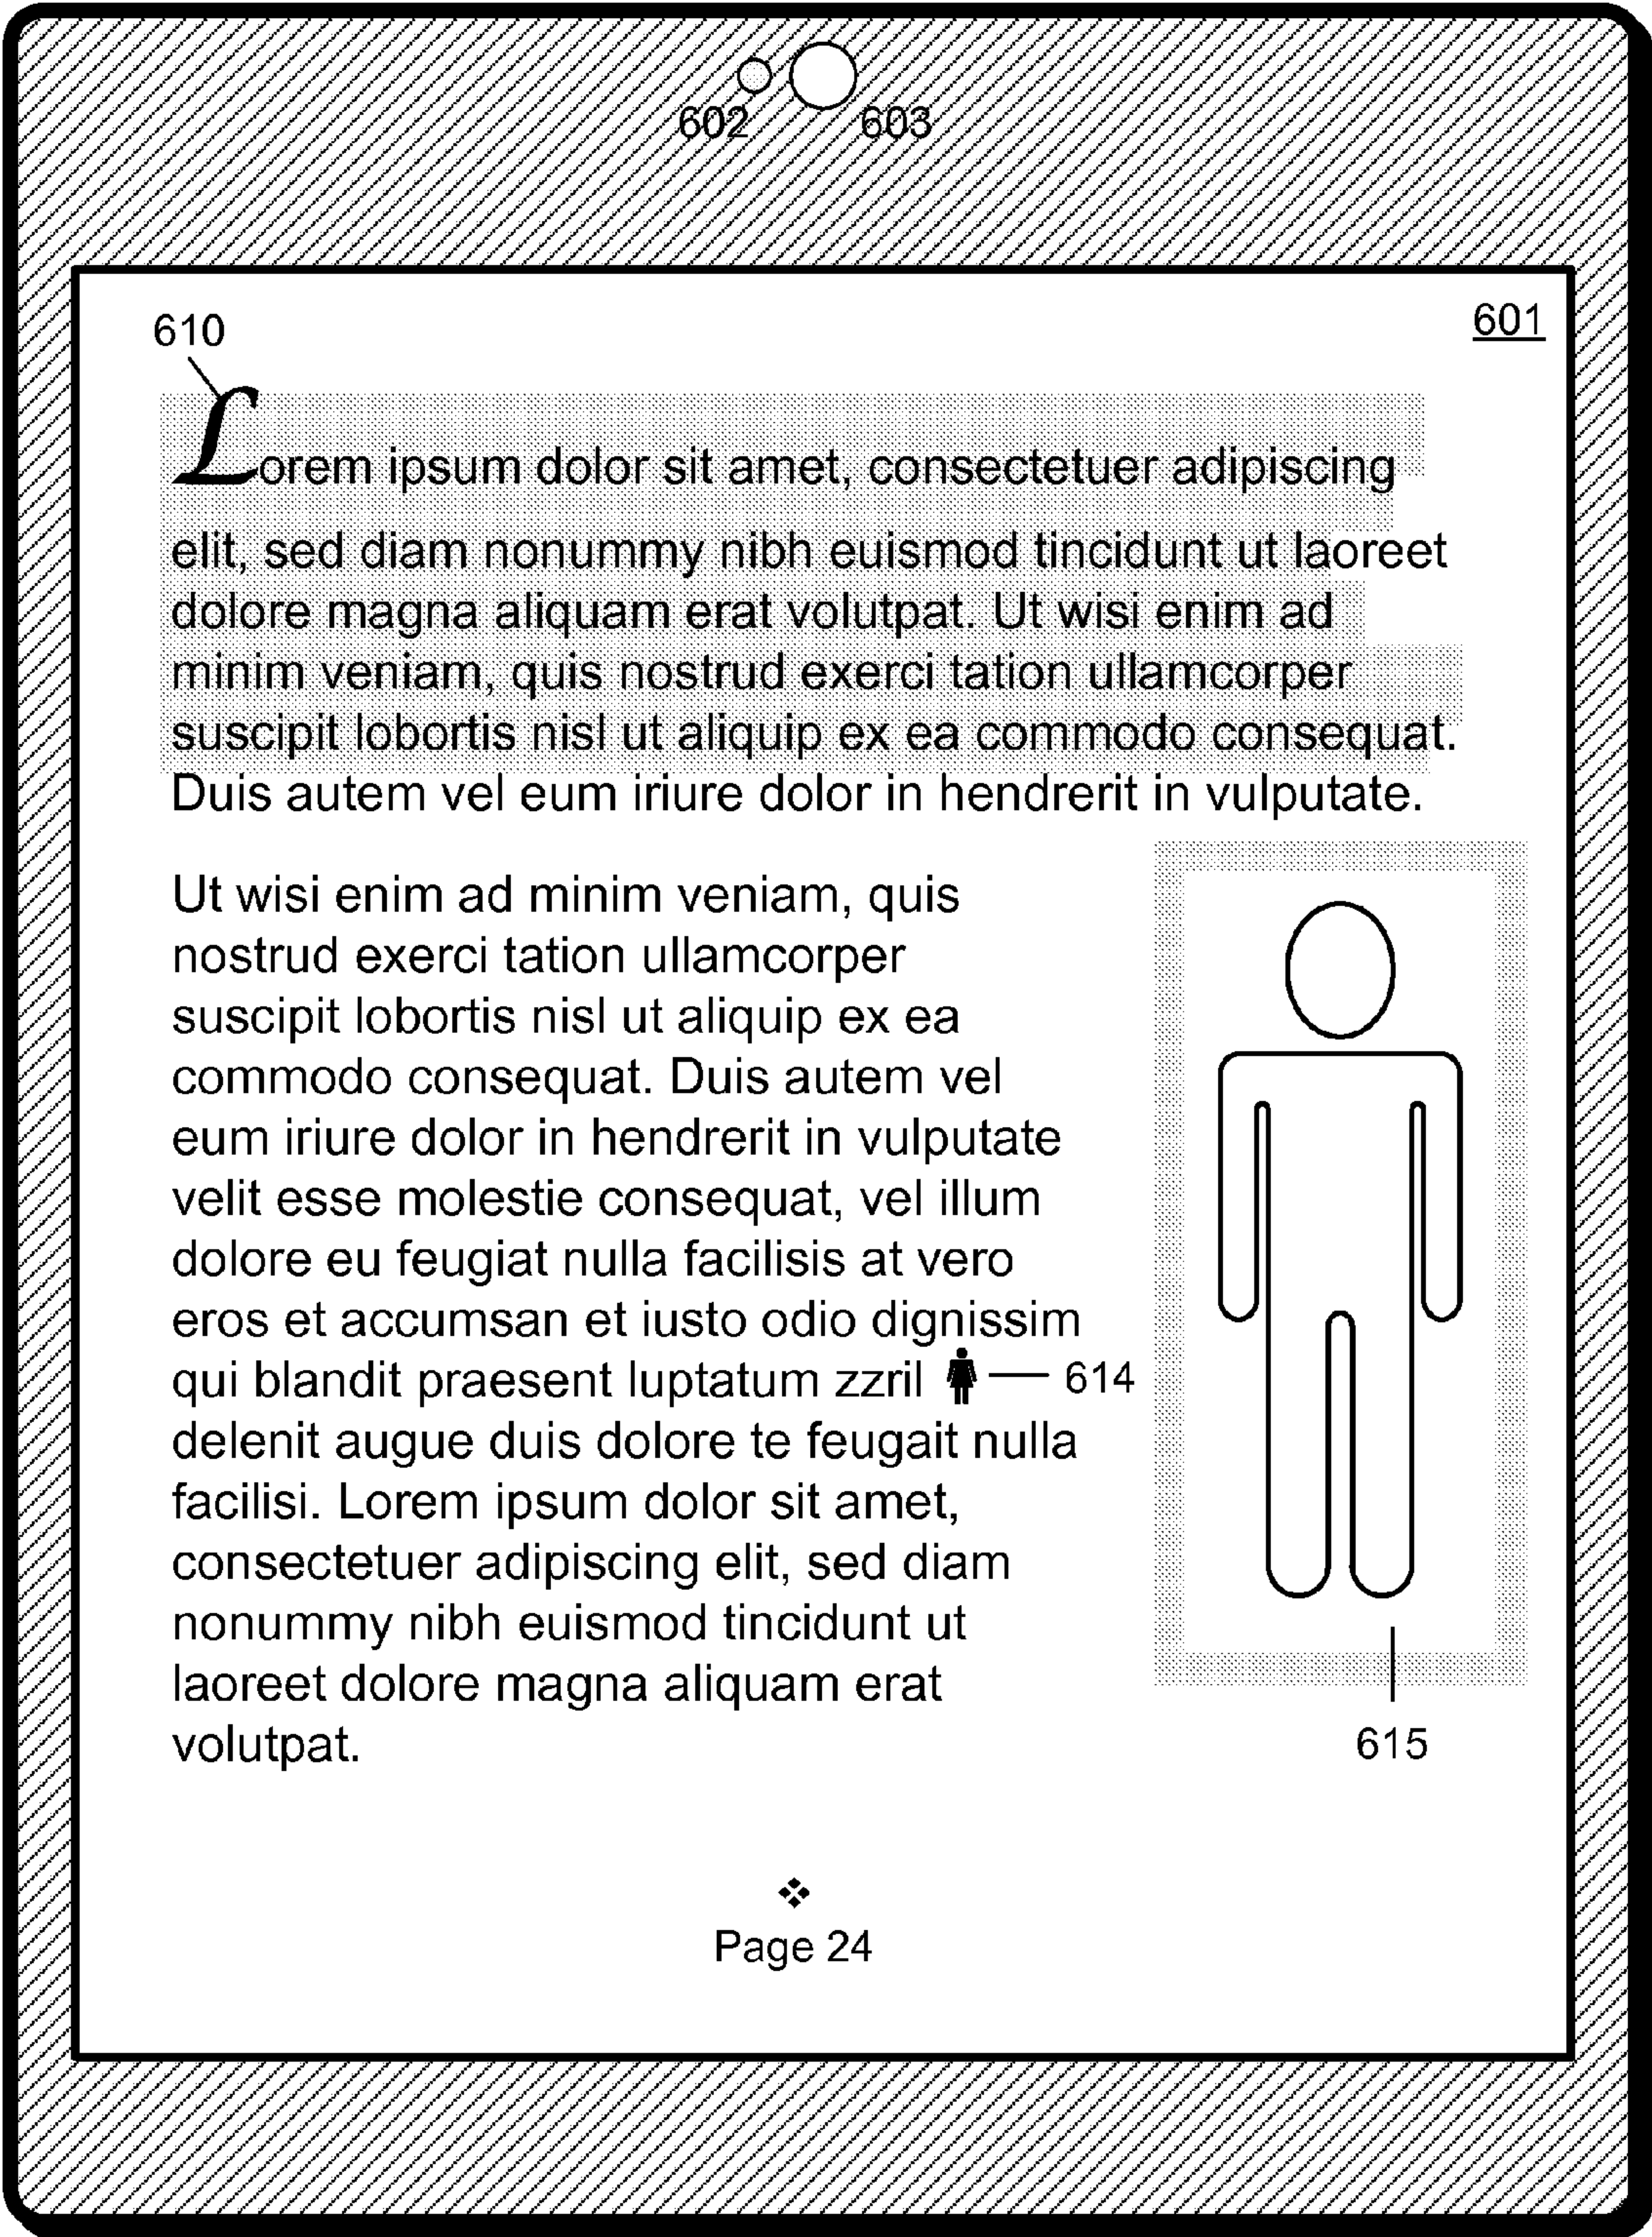 602 603
610
601
Lorem ipsum dolor sit amet, consectetuer adipiscing
elit, sed diam nonummy nibh euismod tincidunt ut laoreet
dolore magna aliquam erat volutpat. Ut wisi enim ad
minim veniam, quis nostrud exerci tation ullamcorper
suscipit lobortis nisl ut aliquip ex ea commodo consequat.
Duis autem vel eum iriure dolor in hendrerit in vulputate.
Ut wisi enim ad minim veniam, quis
nostrud exerci tation ullamcorper
suscipit lobortis nisl ut aliquip ex ea
commodo consequat. Duis autem vel
eum iriure dolor in hendrerit in vulputate
velit esse molestie consequat, vel illum
dolore eu feugiat nulla facilisis at vero
eros et accumsan et iusto odio dignissim
qui blandit praesent luptatum zzril 614
delenit augue duis dolore te feugait nulla
facilisi. Lorem ipsum dolor sit amet,
consectetuer adipiscing elit, sed diam
nonummy nibh euismod tincidunt ut
laoreet dolore magna aliquam erat
volutpat.
615
Page 24